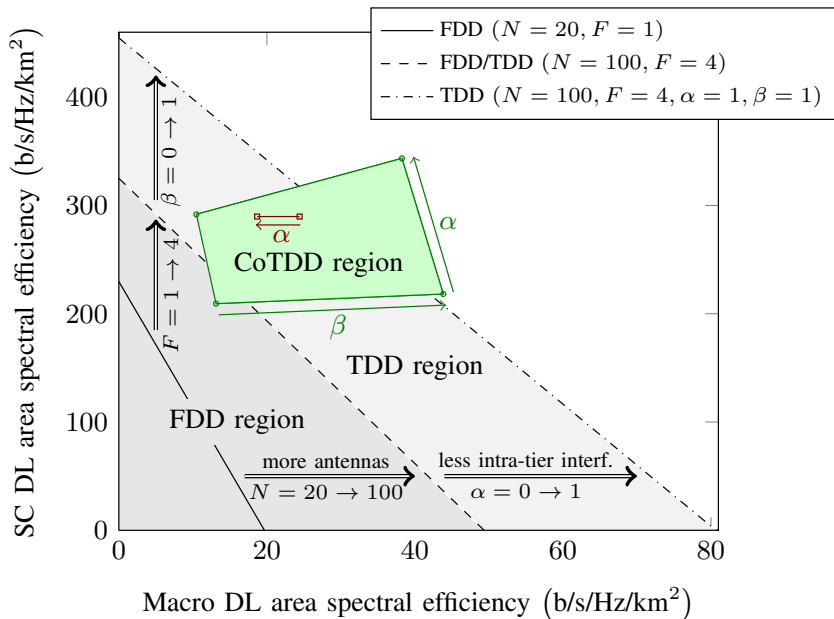 FDD (N = 20, F = 1)
FDD/TDD (N = 100, F = 4)
TDD (N = 100, F = 4, α = 1, β = 1)
SC DL area spectral efficiency (b/s/Hz/km²)
400
300
200
100
0
β = 0 → 1
F = 1 → 4
α
α
CoTDD region
β
TDD region
FDD region
more antennas
N = 20 → 100
less intra-tier interf.
α = 0 → 1
0
20
40
60
80
Macro DL area spectral efficiency (b/s/Hz/km²)